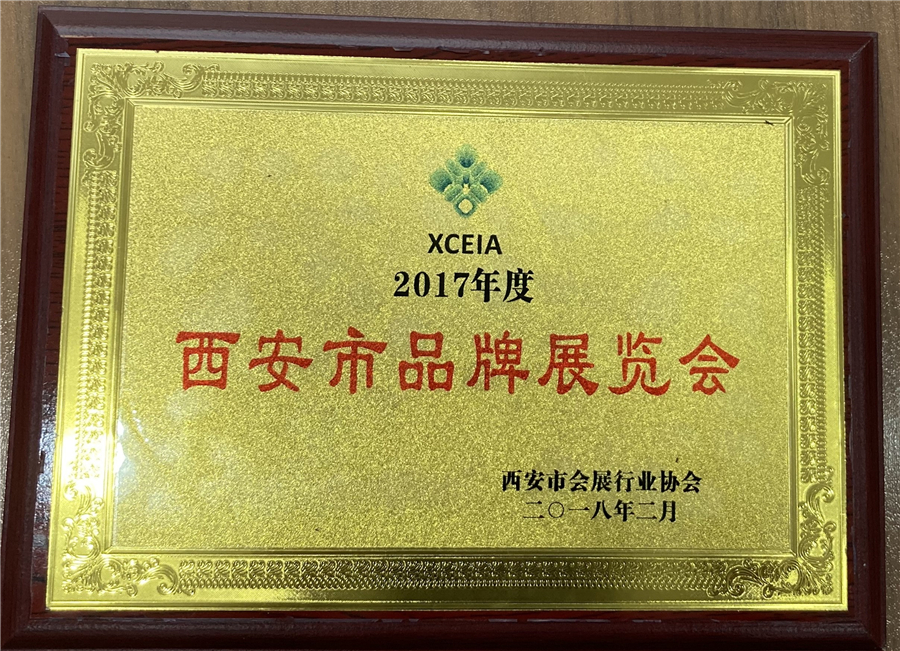 XCEIA
2017年度
西安市品牌展览会
西安市会展行业协会
二〇一八年二月